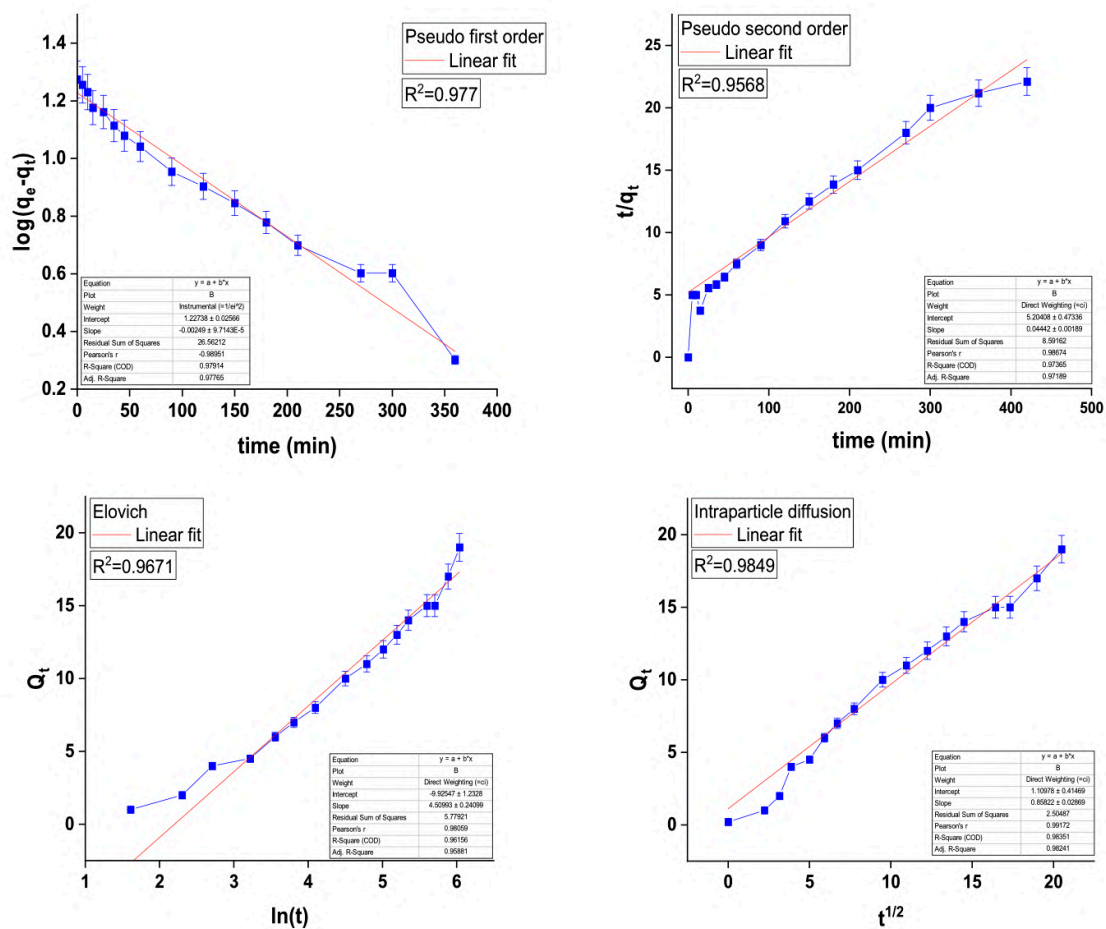 Pseudo first order
Linear fit
R²=0.977
log(qₑ-qₜ)
1.4
1.2
1.0
0.8
0.6
0.4
0.2
Equation y = a + b*x
Plot B
Weight Instrumental (=1/ei^2)
Intercept 1.22738 ± 0.02566
Slope -0.00249 ± 9.7143E-5
Residual Sum of Squares 26.56212
Pearson's r -0.98951
R-Square (COD) 0.97914
Adj. R-Square 0.97765
0 50 100 150 200 250 300 350 400
time (min)
Pseudo second order
Linear fit
R²=0.9568
t/qₜ
25
20
15
10
5
0
Equation y = a + b*x
Plot B
Weight Direct Weighting (=ci)
Intercept 5.20408 ± 0.47336
Slope 0.04442 ± 0.00189
Residual Sum of Squares 8.59162
Pearson's r 0.98674
R-Square (COD) 0.97365
Adj. R-Square 0.97189
0 100 200 300 400 500
time (min)
Elovich
Linear fit
R²=0.9671
Qₜ
20
15
10
5
0
Equation y = a + b*x
Plot B
Weight Direct Weighting (=ci)
Intercept -9.92547 ± 1.2328
Slope 4.50993 ± 0.24099
Residual Sum of Squares 5.77921
Pearson's r 0.98059
R-Square (COD) 0.96156
Adj. R-Square 0.95881
1 2 3 4 5 6
ln(t)
Intraparticle diffusion
Linear fit
R²=0.9849
Qₜ
20
15
10
5
0
Equation y = a + b*x
Plot B
Weight Direct Weighting (=ci)
Intercept 1.10978 ± 0.41469
Slope 0.85822 ± 0.02869
Residual Sum of Squares 2.50487
Pearson's r 0.99172
R-Square (COD) 0.98351
Adj. R-Square 0.98241
0 5 10 15 20
t^1/2